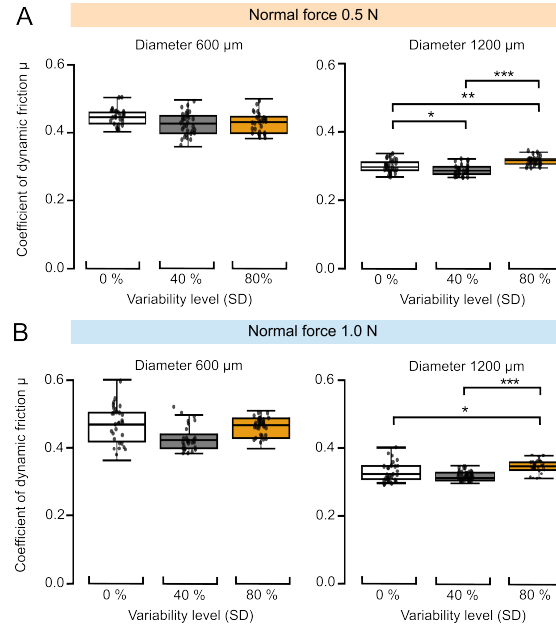 A
Normal force 0.5 N
Diameter 600 µm
Diameter 1200 µm
Coefficient of dynamic friction µ
0.6
0.4
0.2
0.0
0.6
0.4
0.2
0.0
***
**
*
0 %
40 %
80%
0 %
40 %
80 %
Variability level (SD)
Variability level (SD)
B
Normal force 1.0 N
Diameter 600 µm
Diameter 1200 µm
Coefficient of dynamic friction µ
0.6
0.4
0.2
0.0
0.6
0.4
0.2
0.0
***
*
0 %
40 %
80 %
0 %
40 %
80 %
Variability level (SD)
Variability level (SD)